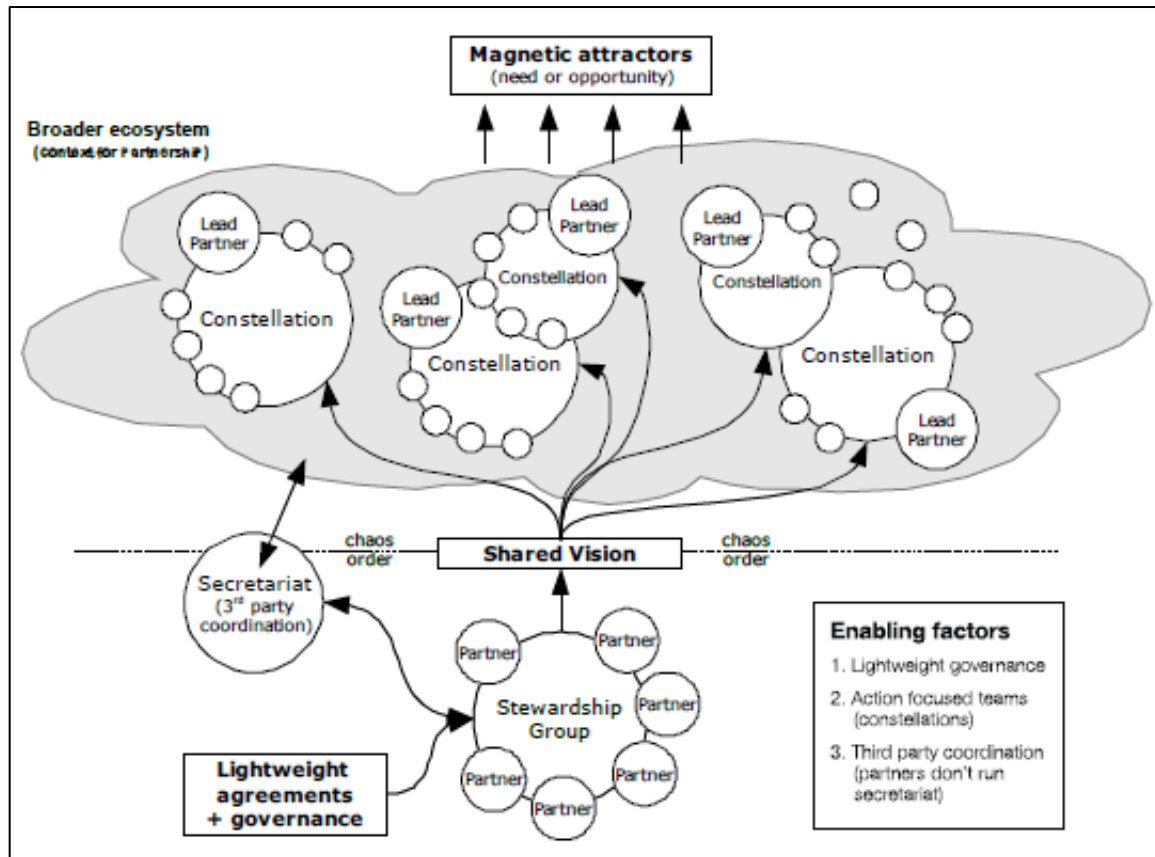 Magnetic attractors
(need or opportunity)
Broader ecosystem
(Context for Partnership)
Lead
Partner
Constellation
Lead
Partner
Constellation
Lead
Partner
Constellation
Lead
Partner
Constellation
Constellation
Lead
Partner
chaos
order
Shared Vision
chaos
order
Secretariat
(3rd party
coordination)
Partner
Partner
Partner
Partner
Partner
Partner
Stewardship
Group
Lightweight
agreements
+ governance
Enabling factors
1. Lightweight governance
2. Action focused teams
(constellations)
3. Third party coordination
(partners don't run
secretariat)